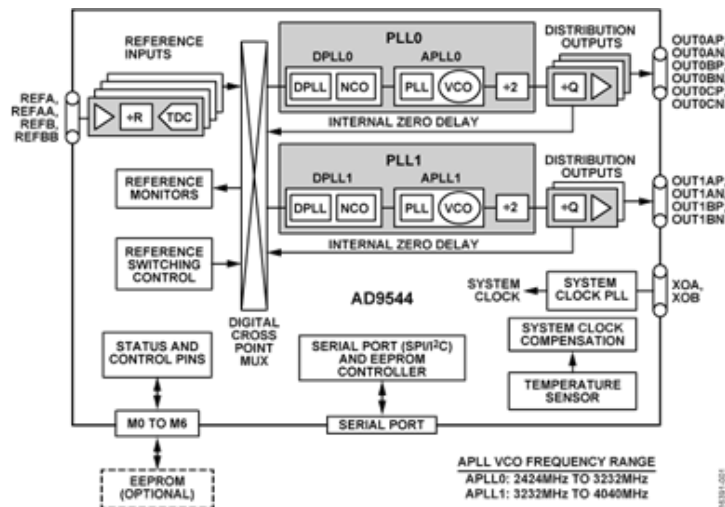 REFERENCE
INPUTS
REFA,
REFAA,
REFB,
REFBB
÷R
TDC
REFERENCE
MONITORS
REFERENCE
SWITCHING
CONTROL
DIGITAL
CROSS
POINT
MUX
PLL0
DPLL0
APLL0
DPLL
NCO
PLL
VCO
÷2
INTERNAL ZERO DELAY
DISTRIBUTION
OUTPUTS
÷Q
OUT0AP,
OUT0AN,
OUT0BP,
OUT0BN,
OUT0CP,
OUT0CN
PLL1
DPLL1
APLL1
DPLL
NCO
PLL
VCO
÷2
INTERNAL ZERO DELAY
DISTRIBUTION
OUTPUTS
÷Q
OUT1AP,
OUT1AN,
OUT1BP,
OUT1BN
AD9544
SYSTEM
CLOCK
SYSTEM
CLOCK PLL
XOA,
XOB
SYSTEM CLOCK
COMPENSATION
TEMPERATURE
SENSOR
STATUS AND
CONTROL PINS
SERIAL PORT (SPI/I²C)
AND EEPROM
CONTROLLER
M0 TO M6
SERIAL PORT
EEPROM
(OPTIONAL)
APLL VCO FREQUENCY RANGE
APLL0: 2424MHz TO 3232MHz
APLL1: 3232MHz TO 4040MHz